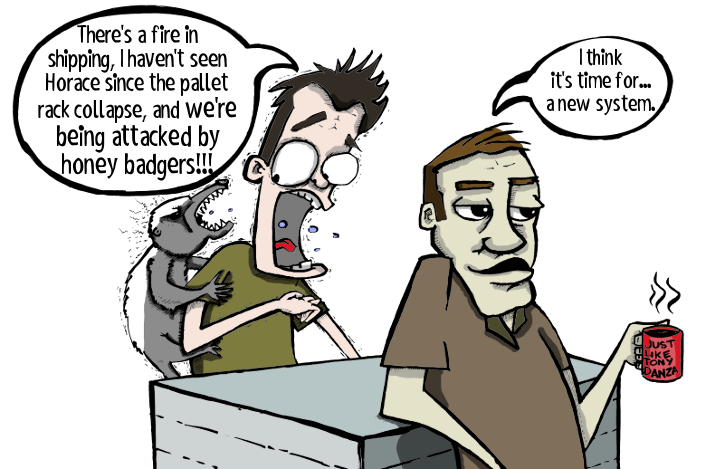 There's a fire in
shipping, I haven't seen
Horace since the pallet
rack collapse, and we're
being attacked by
honey badgers!!!
I think
it's time for...
a new system.
JUST
LIKE
TONY
DANZA